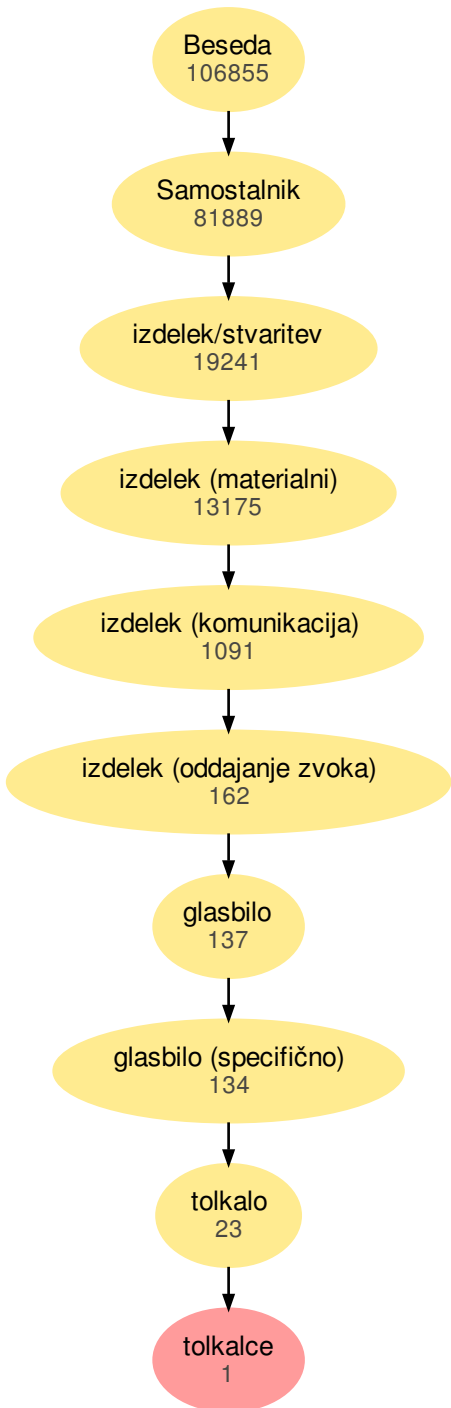 Beseda
106855
Samostalnik
81889
izdelek/stvaritev
19241
izdelek (materialni)
13175
izdelek (komunikacija)
1091
izdelek (oddajanje zvoka)
162
glasbilo
137
glasbilo (specifično)
134
tolkalo
23
tolkalce
1